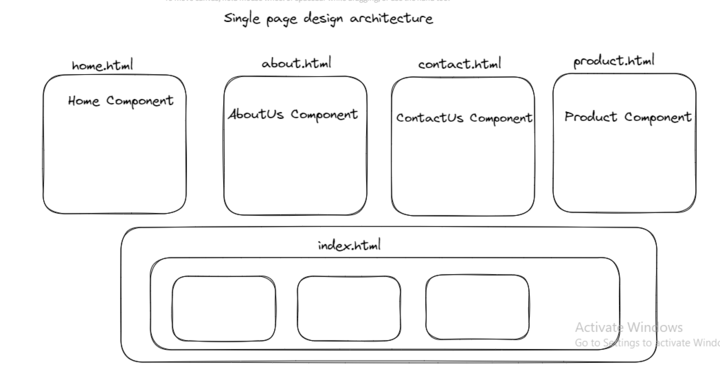 Single page design architecture
home.html
about.html
contact.html
product.html
Home Component
AboutUs Component
ContactUs Component
Product Component
index.html
Activate Windows
Go to Settings to activate Windo